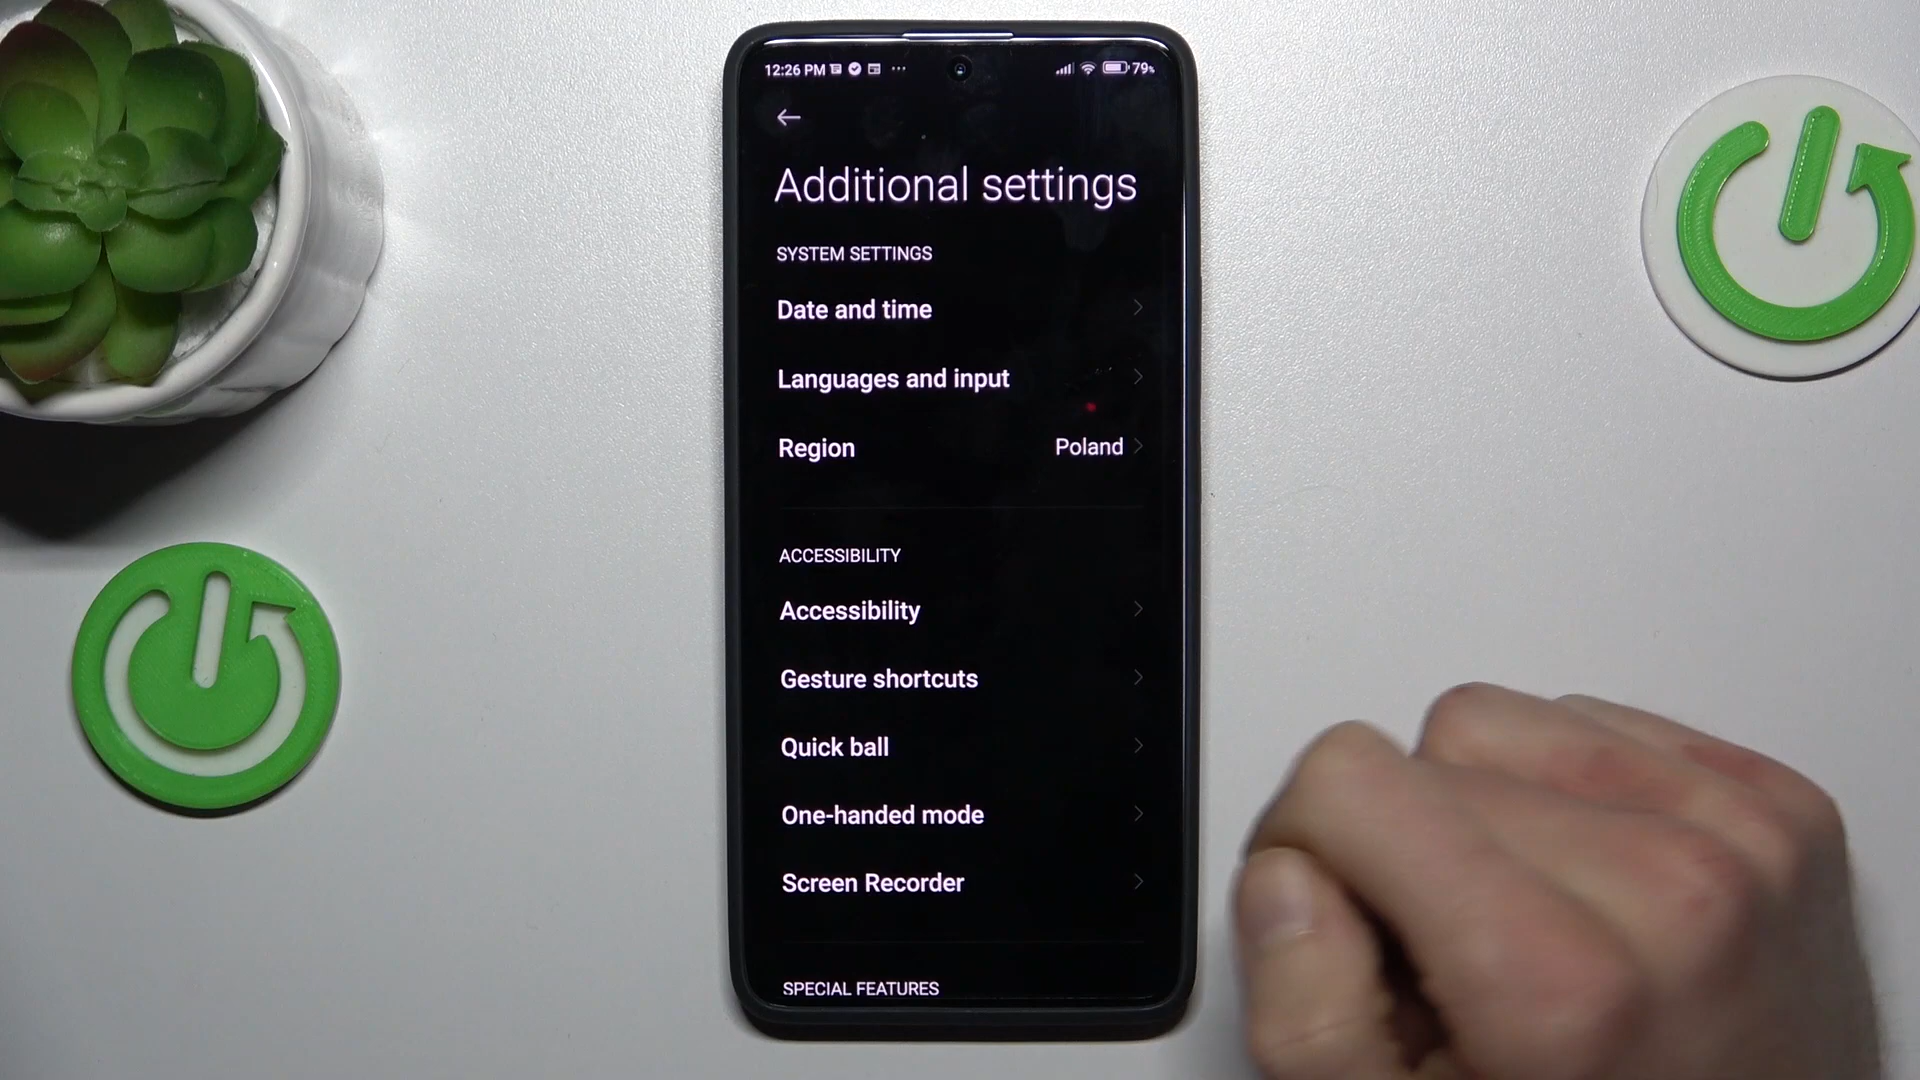 12:26 PM 79%
Additional settings
SYSTEM SETTINGS
Date and time
Languages and input
Region Poland
ACCESSIBILITY
Accessibility
Gesture shortcuts
Quick ball
One-handed mode
Screen Recorder
SPECIAL FEATURES